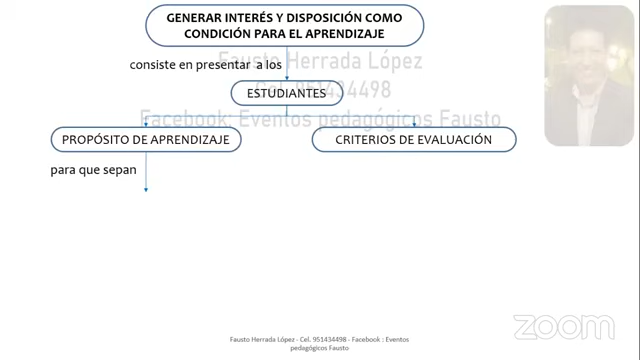 GENERAR INTERÉS Y DISPOSICIÓN COMO
CONDICIÓN PARA EL APRENDIZAJE
Fausto Herrada López
consiste en presentar a los
Cel. 951434498
ESTUDIANTES
Facebook: Eventos pedagógicos Fausto
PROPÓSITO DE APRENDIZAJE
CRITERIOS DE EVALUACIÓN
para que sepan
zoom
Fausto Herrada López - Cel. 951434498 - Facebook : Eventos
pedagógicos Fausto